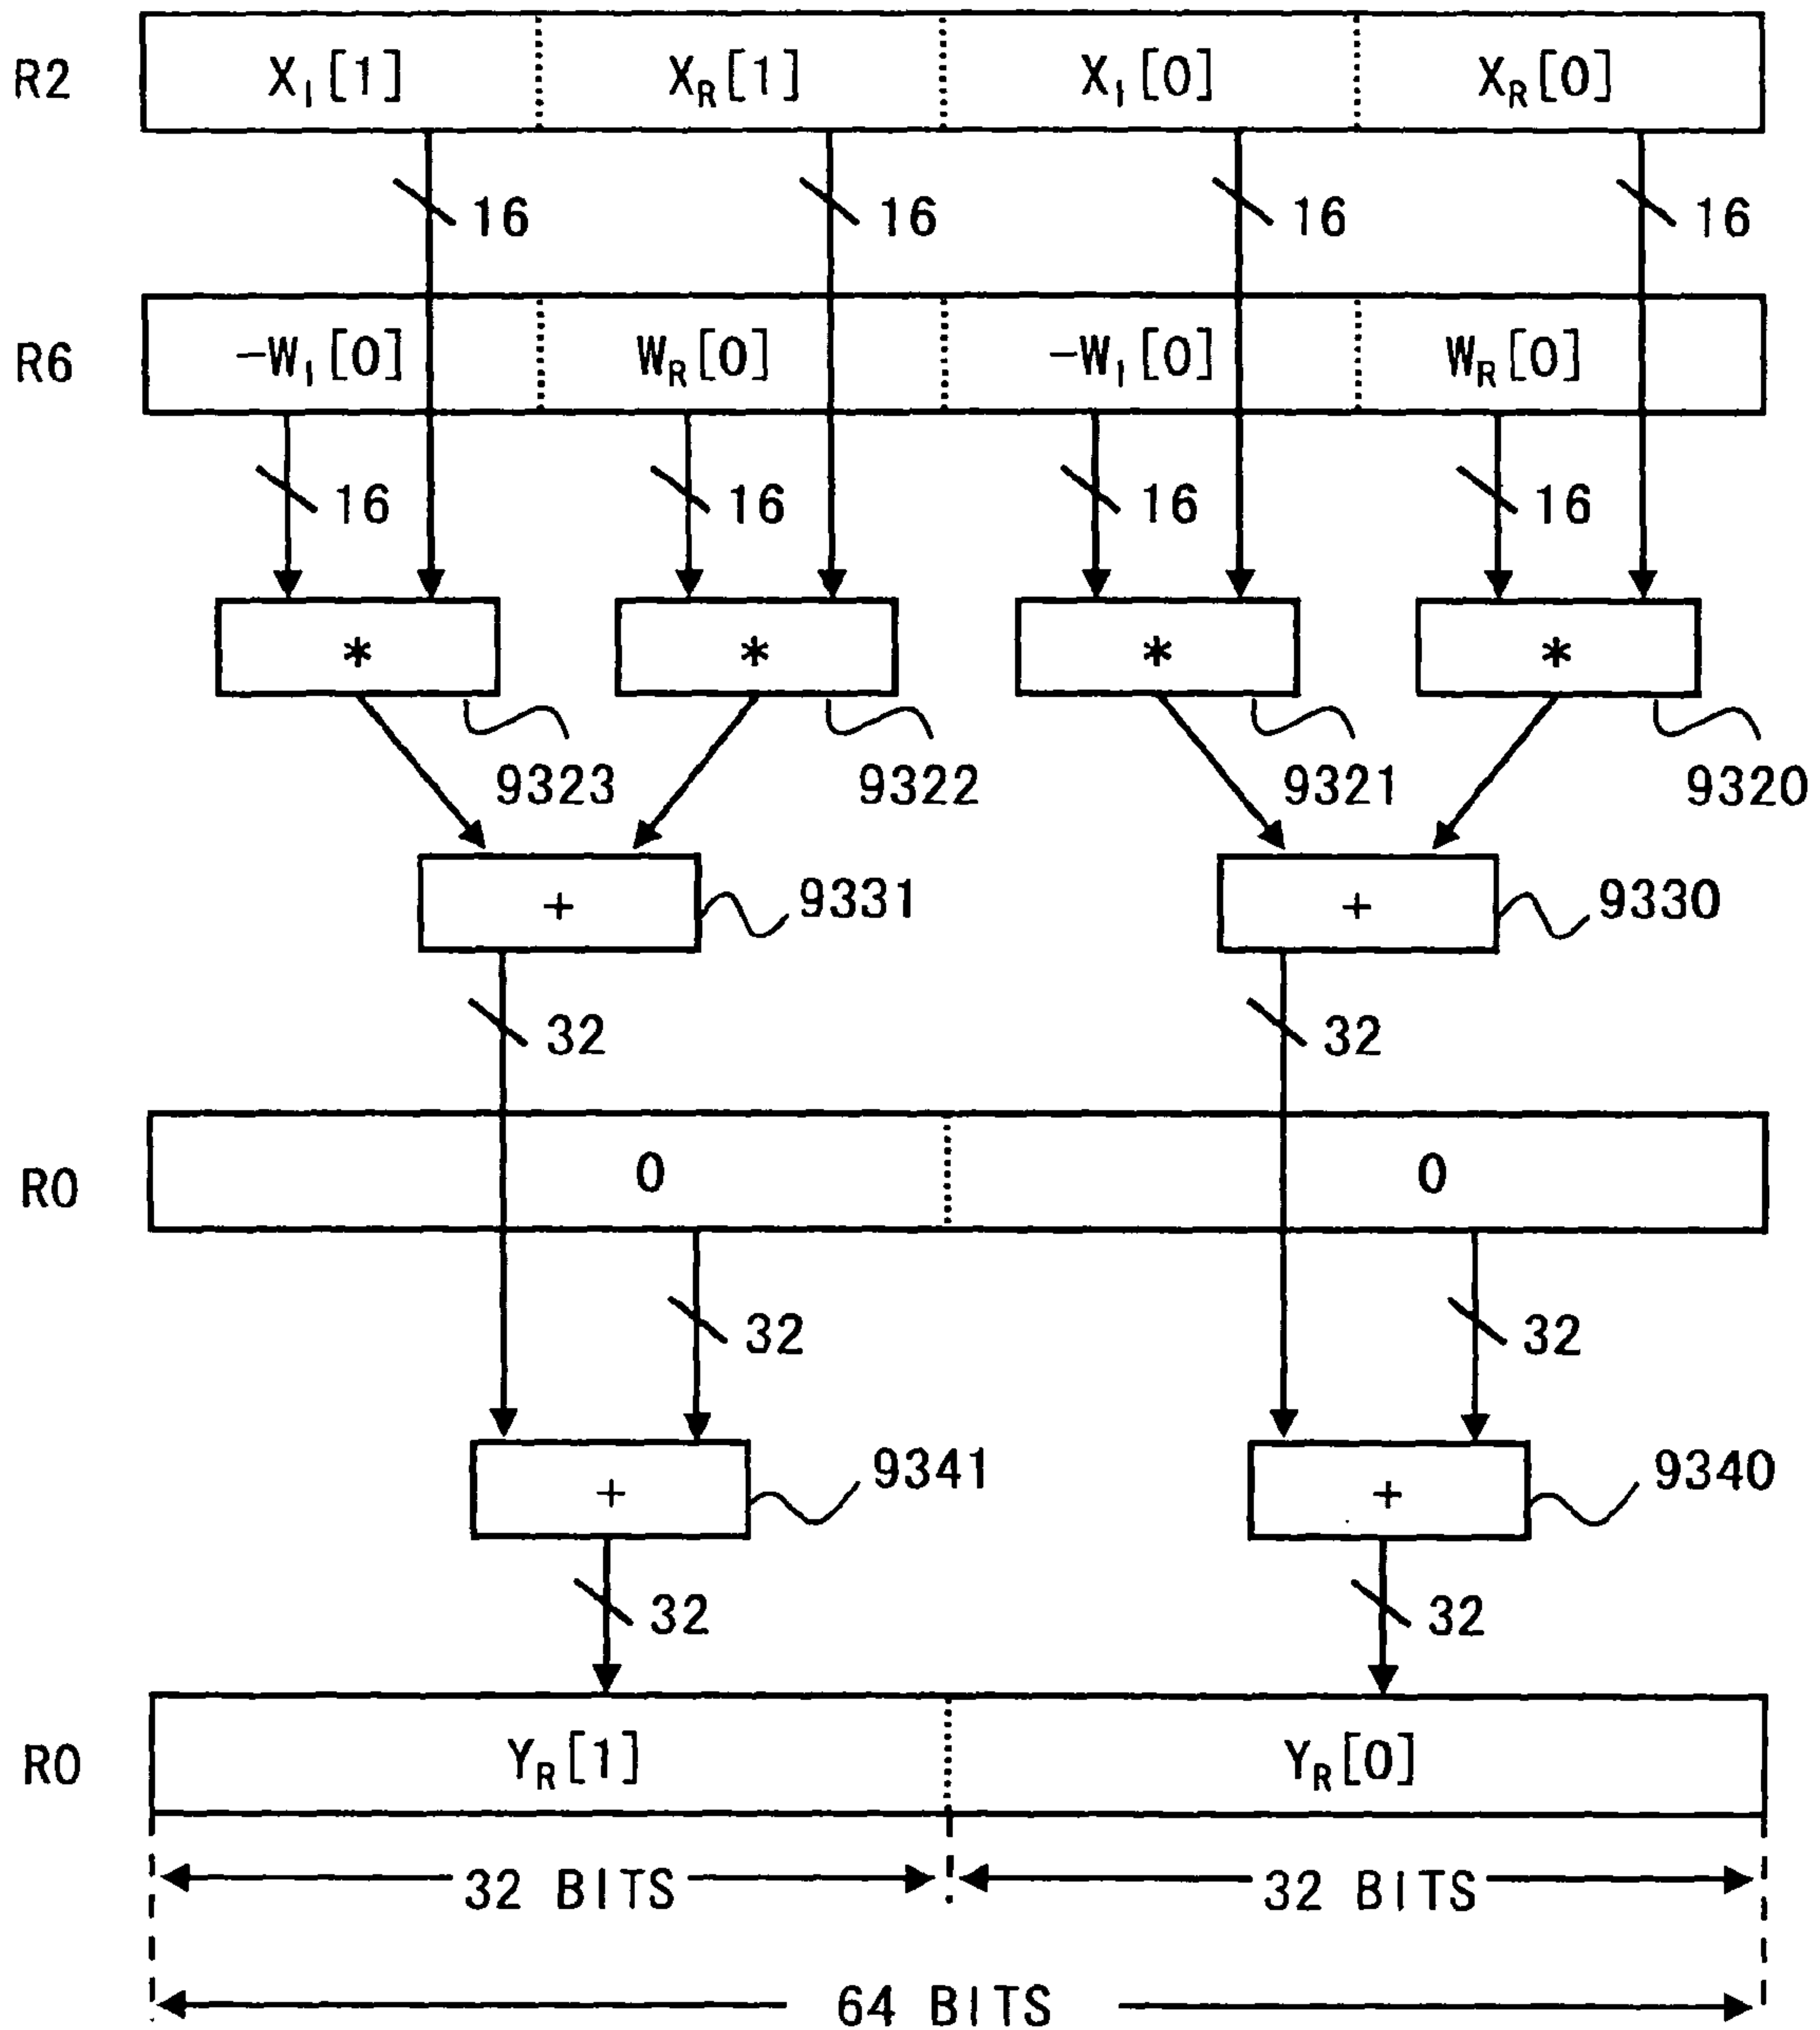 R2 X_I[1] X_R[1] X_I[0] X_R[0]
16 16 16 16
R6 -W_I[0] W_R[0] -W_I[0] W_R[0]
16 16 16 16
* * * *
9323 9322 9321 9320
+ 9331 + 9330
32 32
R0 0 0
32 32
+ 9341 + 9340
32 32
R0 Y_R[1] Y_R[0]
32 BITS 32 BITS
64 BITS